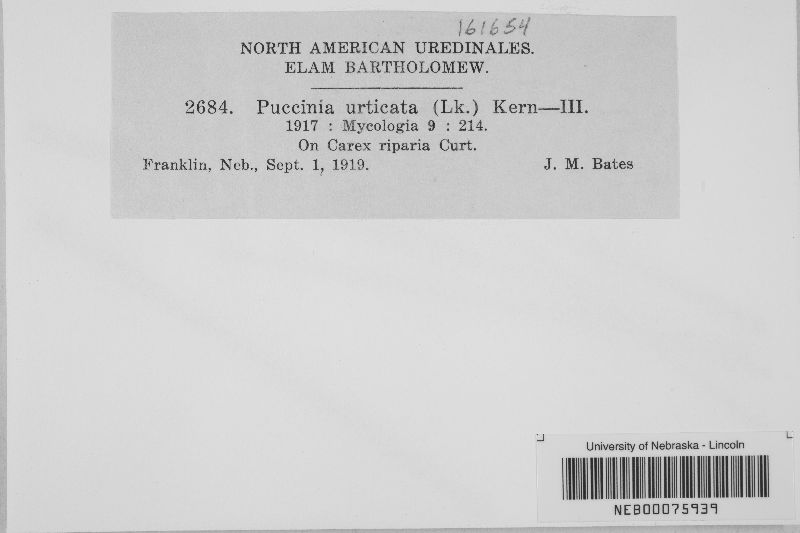 161654
NORTH AMERICAN UREDINALES.
ELAM BARTHOLOMEW.
2684. Puccinia urticata (Lk.) Kern—III.
1917 : Mycologia 9 : 214.
On Carex riparia Curt.
Franklin, Neb., Sept. 1, 1919. J. M. Bates
University of Nebraska - Lincoln
NEB00075939